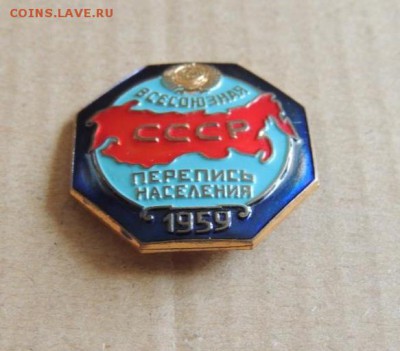 COINS.LAVE.RU
ВСЕСОЮЗНАЯ
СССР
ПЕРЕПИСЬ
НАСЕЛЕНИЯ
1959